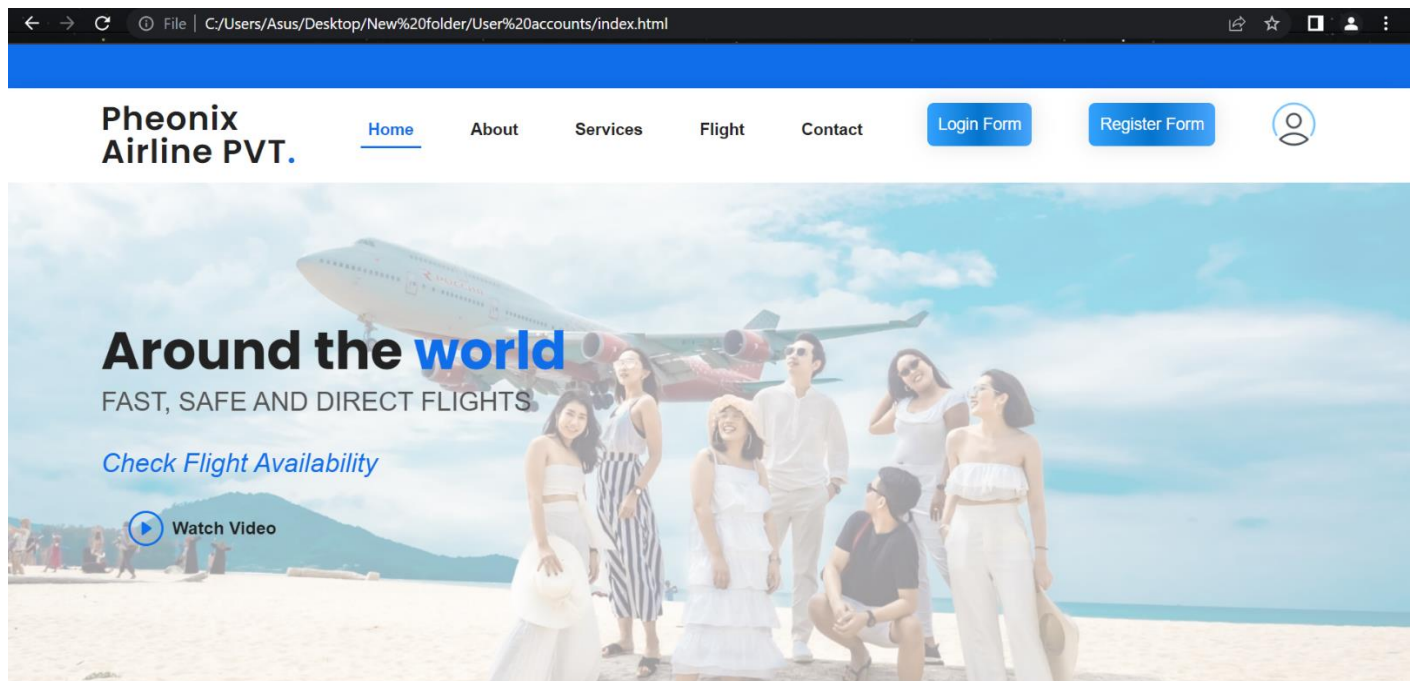 File | C:/Users/Asus/Desktop/New%20folder/User%20accounts/index.html
Pheonix
Airline PVT.
Home About Services Flight Contact Login Form Register Form
Around the world
FAST, SAFE AND DIRECT FLIGHTS
Check Flight Availability
Watch Video